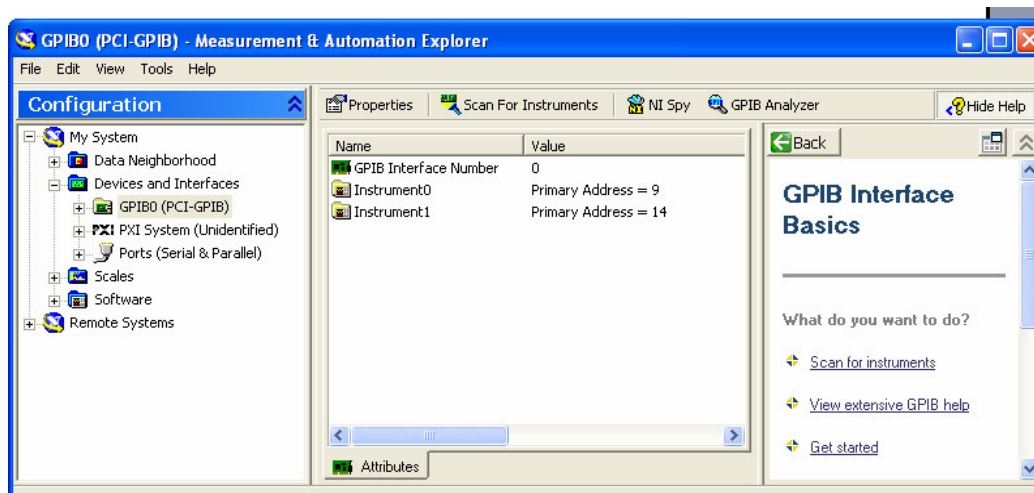 GPIB0 (PCI-GPIB) - Measurement & Automation Explorer
File Edit View Tools Help
Configuration
My System
Data Neighborhood
Devices and Interfaces
GPIB0 (PCI-GPIB)
PXI PXI System (Unidentified)
Ports (Serial & Parallel)
Scales
Software
Remote Systems
Properties Scan For Instruments NI Spy GPIB Analyzer Hide Help
Name Value
GPIB Interface Number 0
Instrument0 Primary Address = 9
Instrument1 Primary Address = 14
Attributes
Back
GPIB Interface
Basics
What do you want to do?
Scan for instruments
View extensive GPIB help
Get started